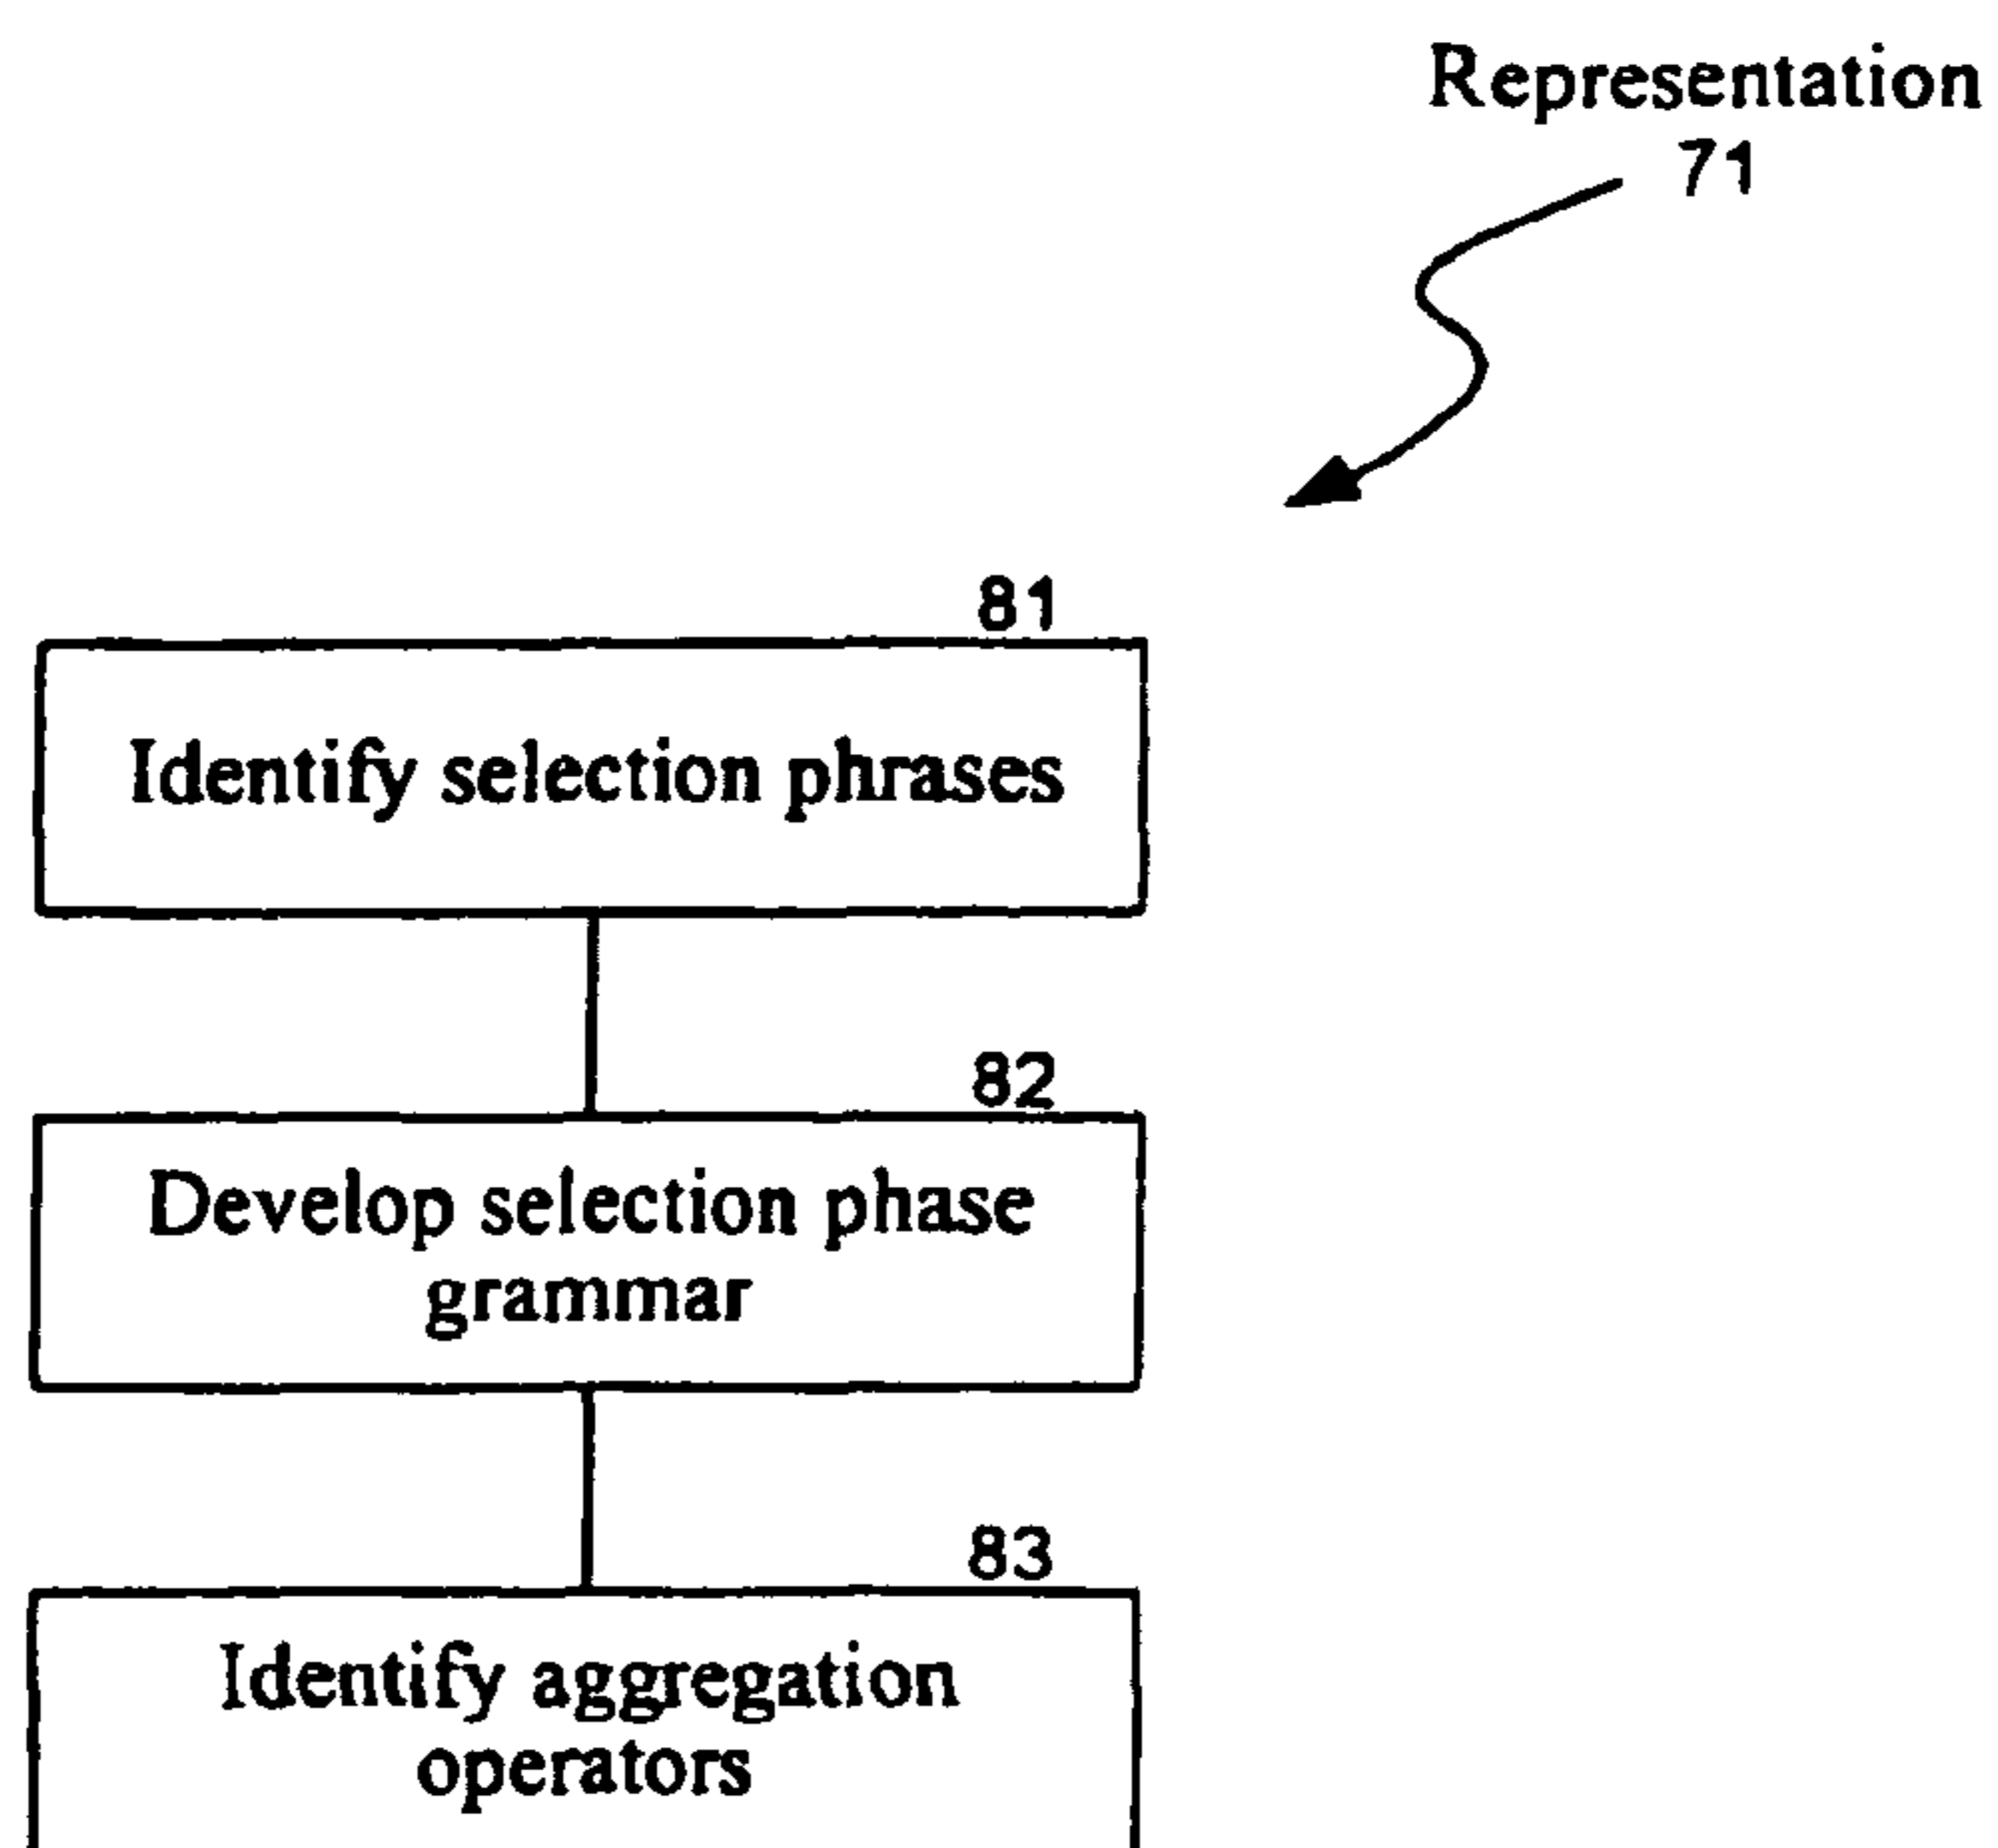 Representation
71
81
Identify selection phrases
82
Develop selection phase
grammar
83
Identify aggregation
operators